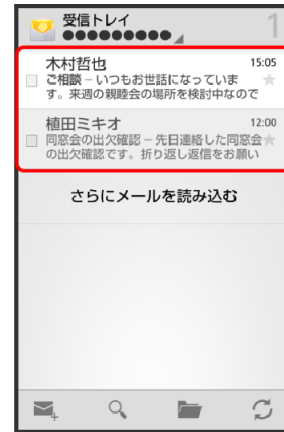 受信トレイ
●●●●●●●●●
1
木村哲也 15:05
ご相談 – いつもお世話になっていま
す。来週の親睦会の場所を検討中なので
植田ミキオ 12:00
同窓会の出欠確認 – 先日連絡した同窓会
の出欠確認です。折り返し返信をお願い
さらにメールを読み込む